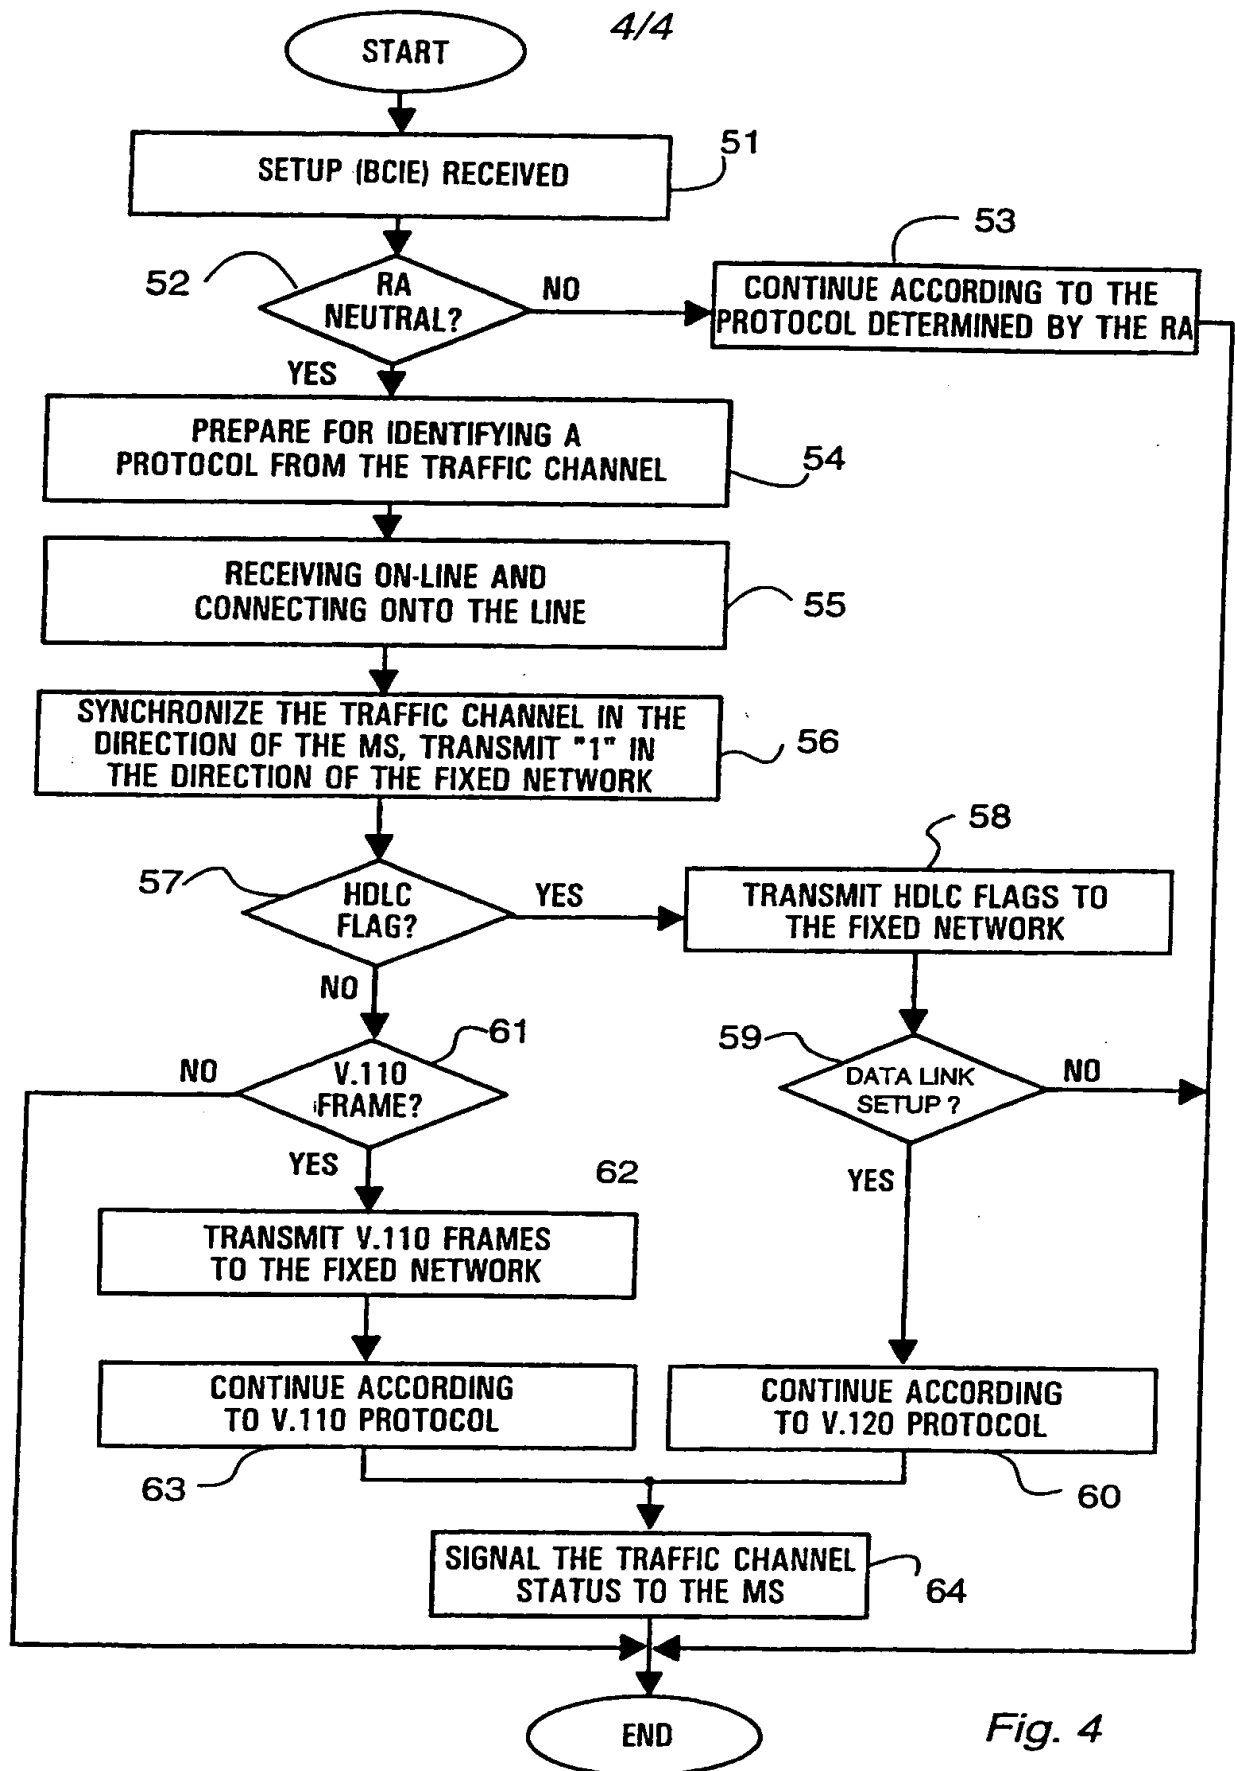 4/4
START
SETUP (BCIE) RECEIVED
51
53
52
RA
NEUTRAL?
NO
CONTINUE ACCORDING TO THE
PROTOCOL DETERMINED BY THE RA
YES
PREPARE FOR IDENTIFYING A
PROTOCOL FROM THE TRAFFIC CHANNEL
54
RECEIVING ON-LINE AND
CONNECTING ONTO THE LINE
55
SYNCHRONIZE THE TRAFFIC CHANNEL IN THE
DIRECTION OF THE MS, TRANSMIT "1" IN
THE DIRECTION OF THE FIXED NETWORK
56
57
HDLC
FLAG?
YES
58
TRANSMIT HDLC FLAGS TO
THE FIXED NETWORK
NO
61
59
NO
V.110
FRAME?
DATA LINK
SETUP ?
NO
YES
62
YES
TRANSMIT V.110 FRAMES
TO THE FIXED NETWORK
CONTINUE ACCORDING
TO V.110 PROTOCOL
CONTINUE ACCORDING
TO V.120 PROTOCOL
63
60
SIGNAL THE TRAFFIC CHANNEL
STATUS TO THE MS
64
END
Fig. 4